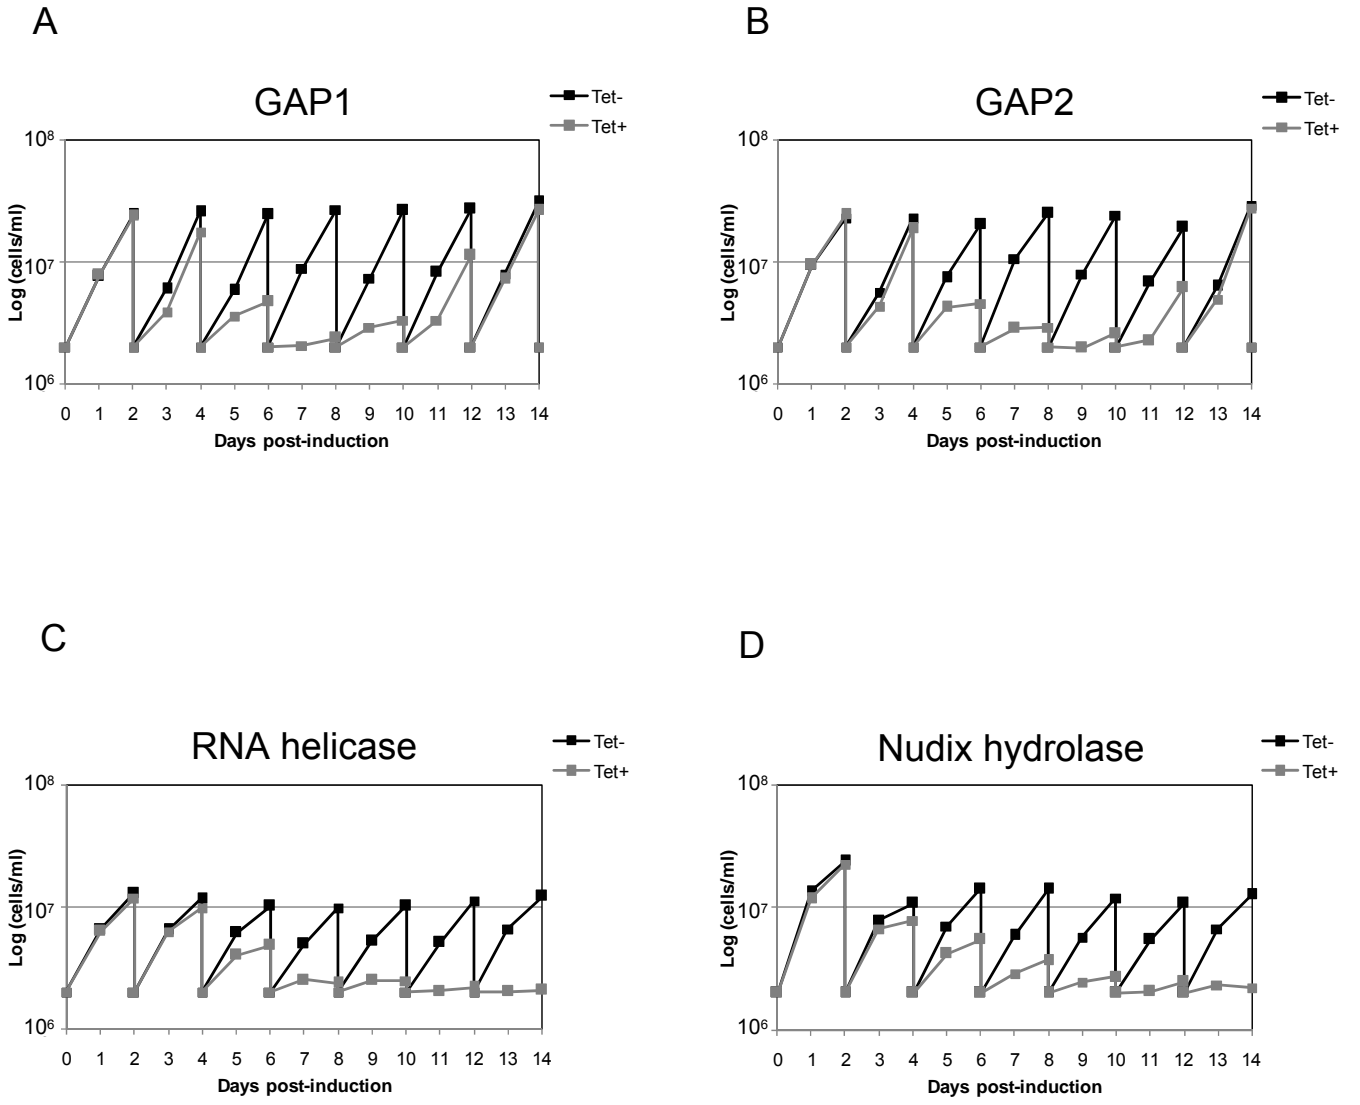 A
GAP1
Tet-
Tet+
10⁸
10⁷
10⁶
Log (cells/ml)
0 1 2 3 4 5 6 7 8 9 10 11 12 13 14
Days post-induction
B
GAP2
Tet-
Tet+
10⁸
10⁷
10⁶
Log (cells/ml)
0 1 2 3 4 5 6 7 8 9 10 11 12 13 14
Days post-induction
C
RNA helicase
Tet-
Tet+
10⁸
10⁷
10⁶
Log (cells/ml)
0 1 2 3 4 5 6 7 8 9 10 11 12 13 14
Days post-induction
D
Nudix hydrolase
Tet-
Tet+
10⁸
10⁷
10⁶
Log (cells/ml)
0 1 2 3 4 5 6 7 8 9 10 11 12 13 14
Days post-induction